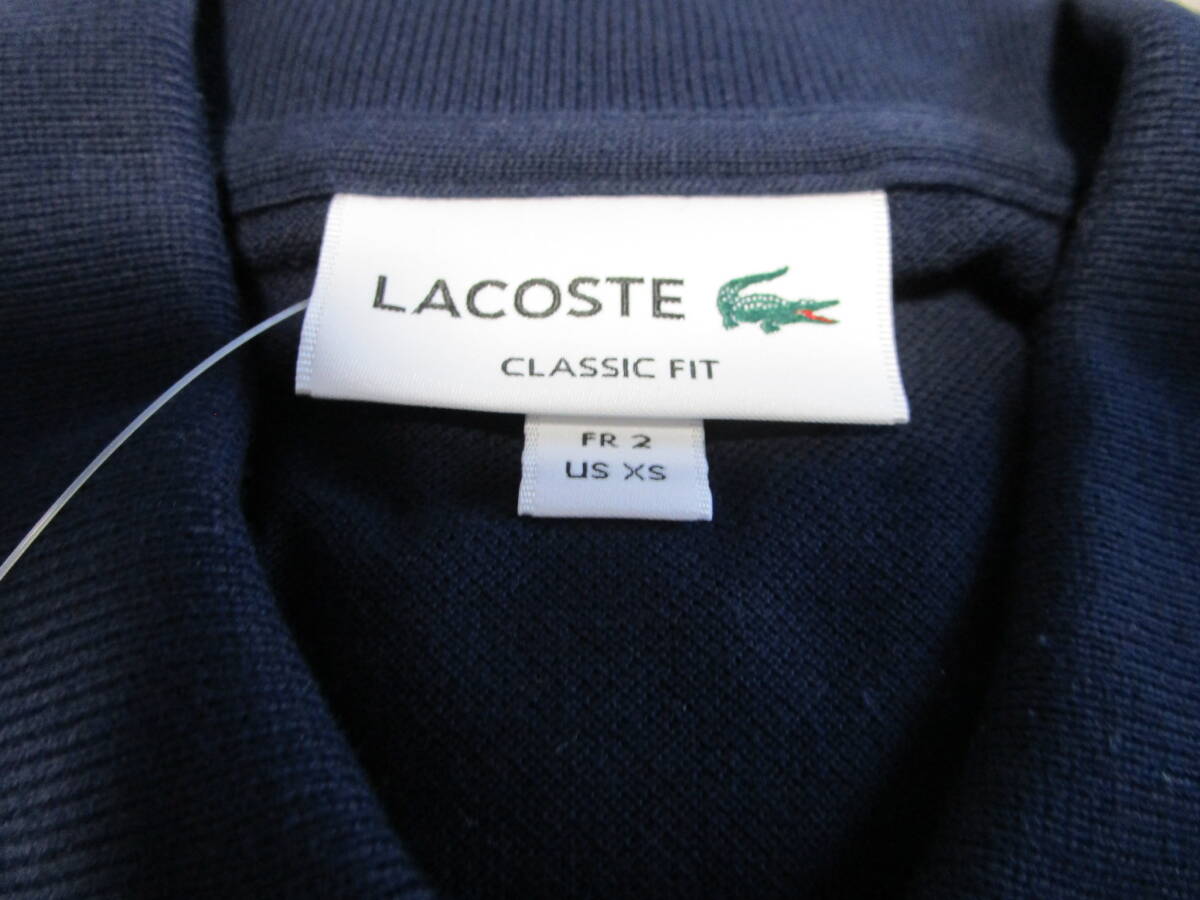 LACOSTE
CLASSIC FIT
FR 2
US XS